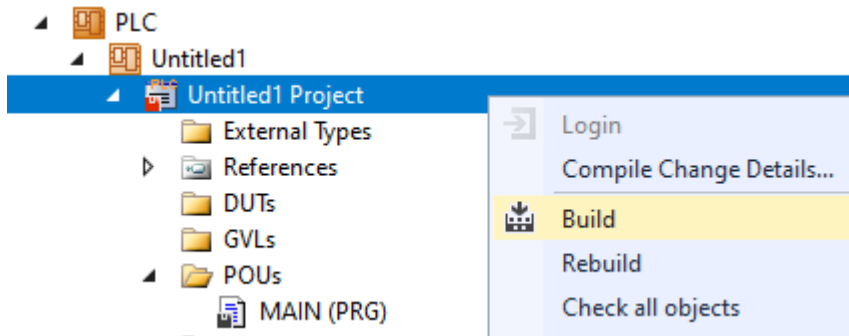 PLC
Untitled1
Untitled1 Project
External Types
References
DUTs
GVLs
POUs
MAIN (PRG)
Login
Compile Change Details...
Build
Rebuild
Check all objects